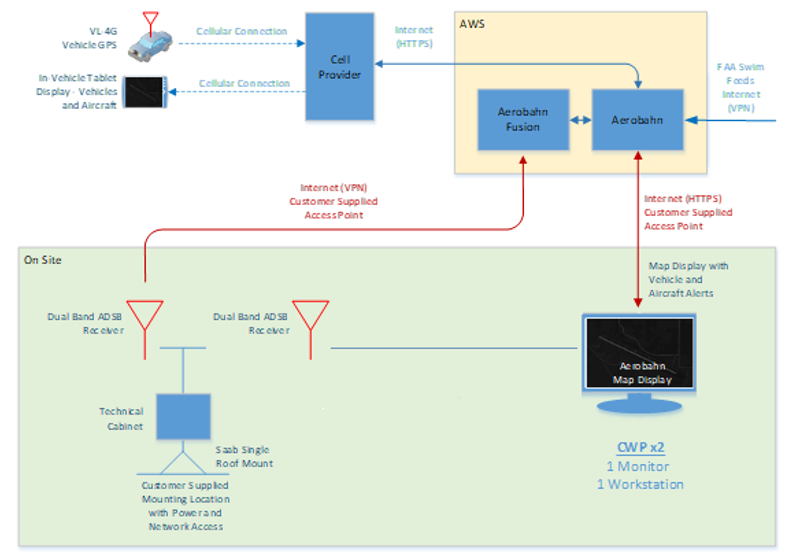 VL-4G
Vehicle GPS
In-Vehicle Tablet
Display - Vehicles
and Aircraft
Cellular Connection
Cellular Connection
Cell
Provider
Internet
(HTTPS)
AWS
Aerobahn
Fusion
Aerobahn
FAA Swim
Feeds
Internet
(VPN)
Internet (VPN)
Customer Supplied
Access Point
Internet (HTTPS)
Customer Supplied
Access Point
On Site
Map Display with
Vehicle and
Aircraft Alerts
Dual Band ADSB
Receiver
Dual Band ADSB
Receiver
Aerobahn
Map Display
Technical
Cabinet
Saab Single
Roof Mount
Customer Supplied
Mounting Location
with Power and
Network Access
CWP x2
1 Monitor
1 Workstation